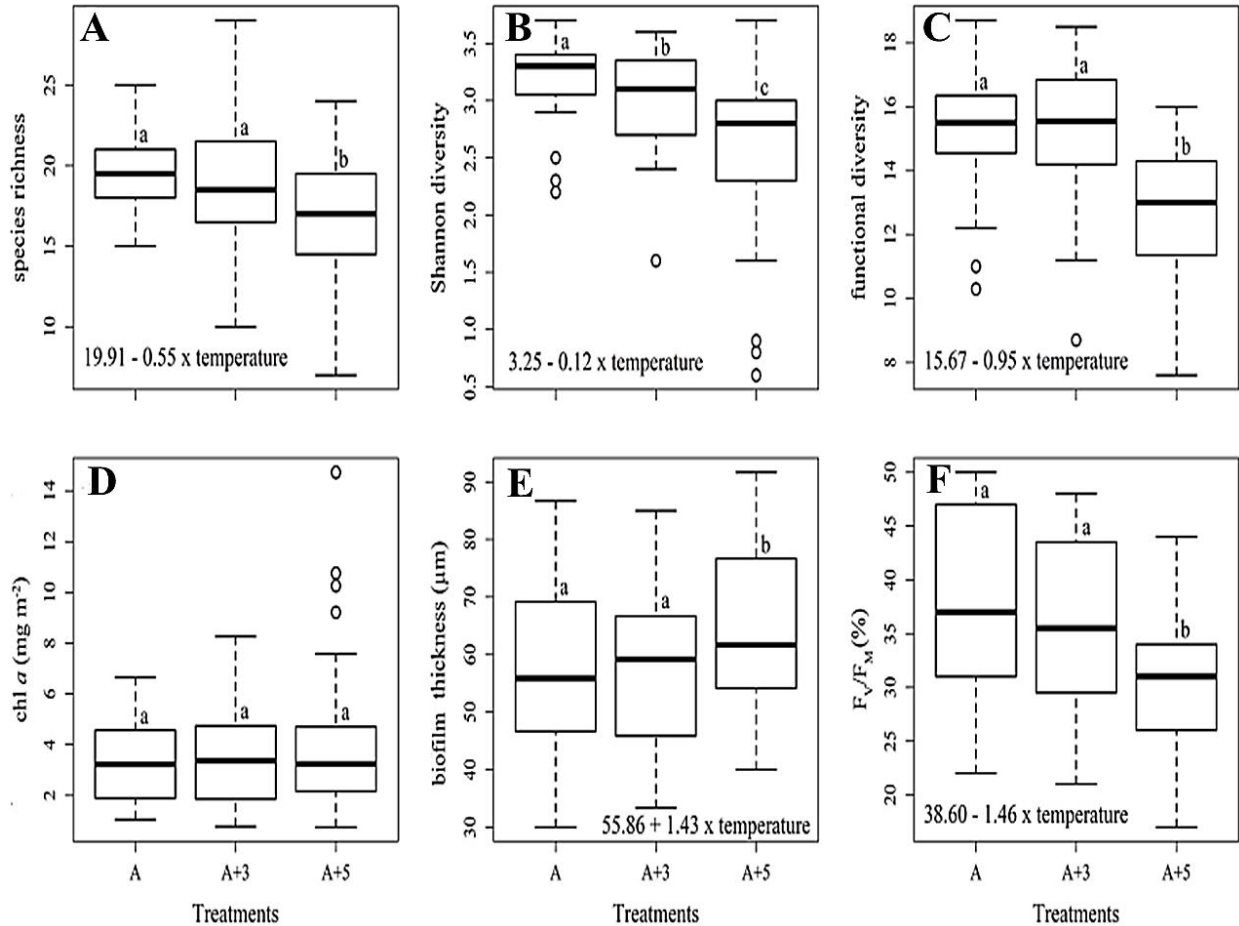 A
species richness
25
20
15
10
a
a
b
19.91 - 0.55 x temperature
B
Shannon diversity
3.5
3.0
2.5
2.0
1.5
1.0
0.5
a
b
c
3.25 - 0.12 x temperature
C
functional diversity
18
16
14
12
10
8
a
a
b
15.67 - 0.95 x temperature
D
chl a (mg m⁻²)
14
12
10
8
6
4
2
a
a
a
A
A+3
A+5
Treatments
E
biofilm thickness (µm)
90
80
70
60
50
40
30
a
a
b
55.86 + 1.43 x temperature
A
A+3
A+5
Treatments
F
Fᵥ/Fᴍ (%)
50
45
40
35
30
25
20
a
a
b
38.60 - 1.46 x temperature
A
A+3
A+5
Treatments